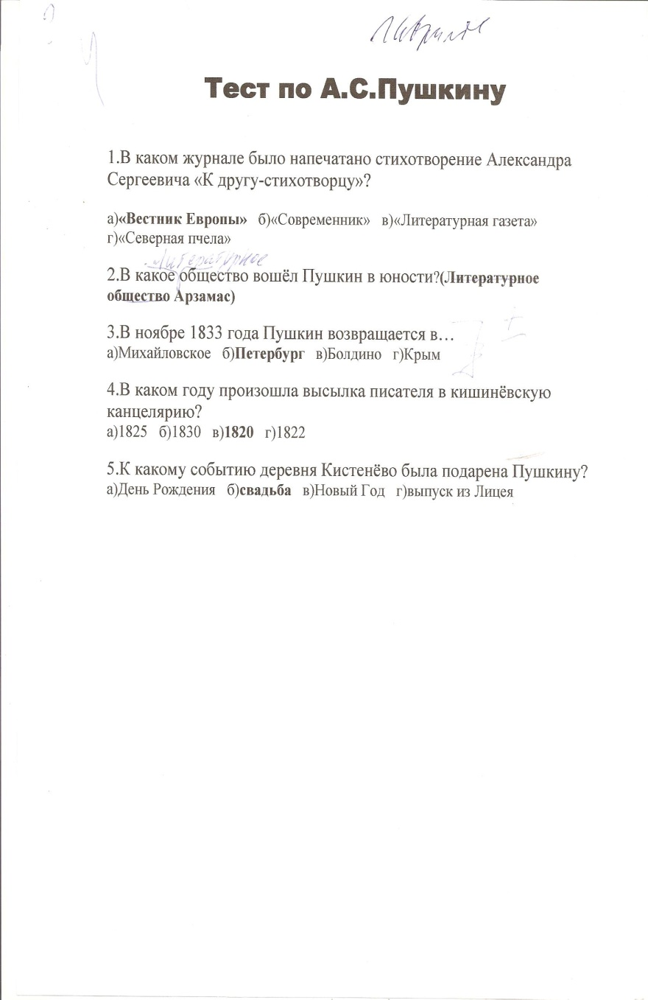 Тест по А.С.Пушкину
1.В каком журнале было напечатано стихотворение Александра
Сергеевича «К другу-стихотворцу»?
а)«Вестник Европы» б)«Современник» в)«Литературная газета»
г)«Северная пчела»
Литературное
2.В какое общество вошёл Пушкин в юности?(Литературное
общество Арзамас)
3.В ноябре 1833 года Пушкин возвращается в…
а)Михайловское б)Петербург в)Болдино г)Крым
4.В каком году произошла высылка писателя в кишинёвскую
канцелярию?
а)1825 б)1830 в)1820 г)1822
5.К какому событию деревня Кистенёво была подарена Пушкину?
а)День Рождения б)свадьба в)Новый Год г)выпуск из Лицея